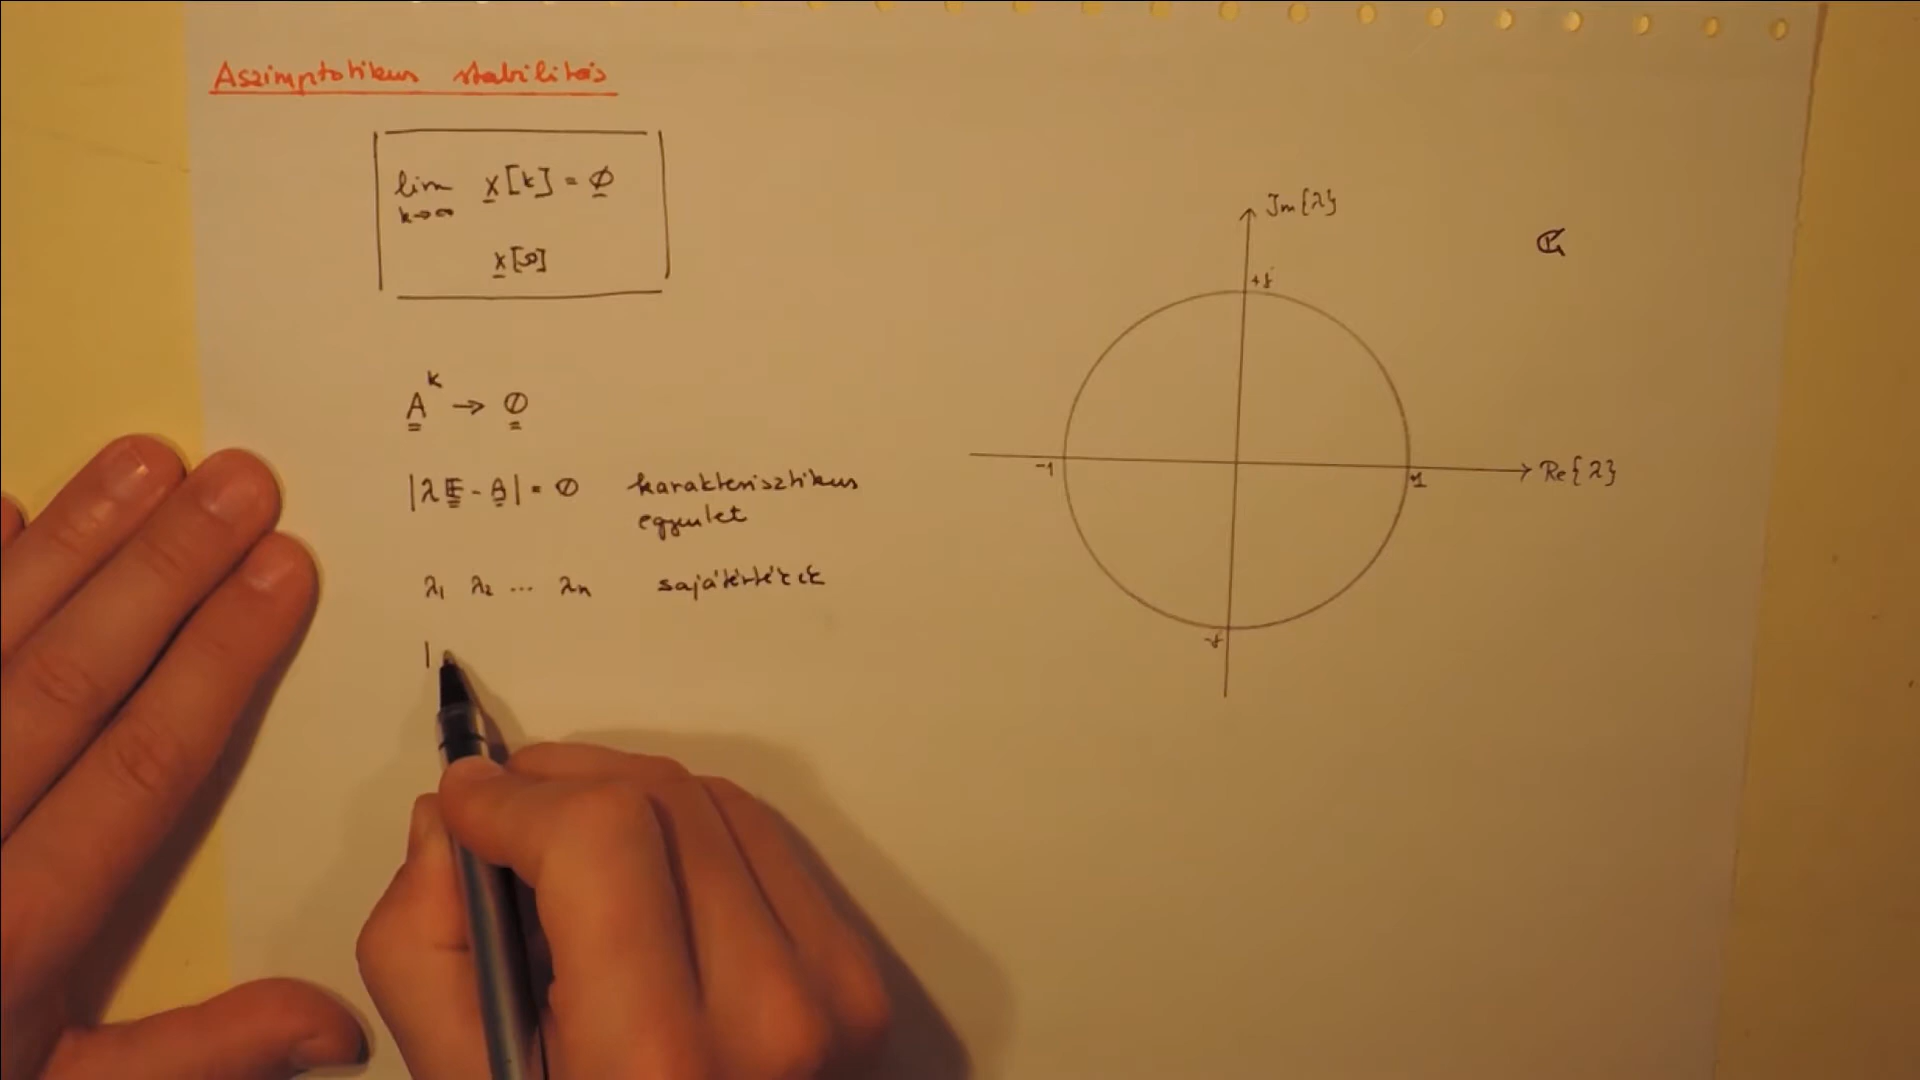 Aszimptotikus stabilitás
lim x[k] = 0
k→∞
x[0]
A^k → 0
|λE - A| = 0 karakterisztikus
egyenlet
λ1 λ2 ... λn sajátértékek
|
Im{λ}
ℂ
+j
-1
1
Re{λ}
-j